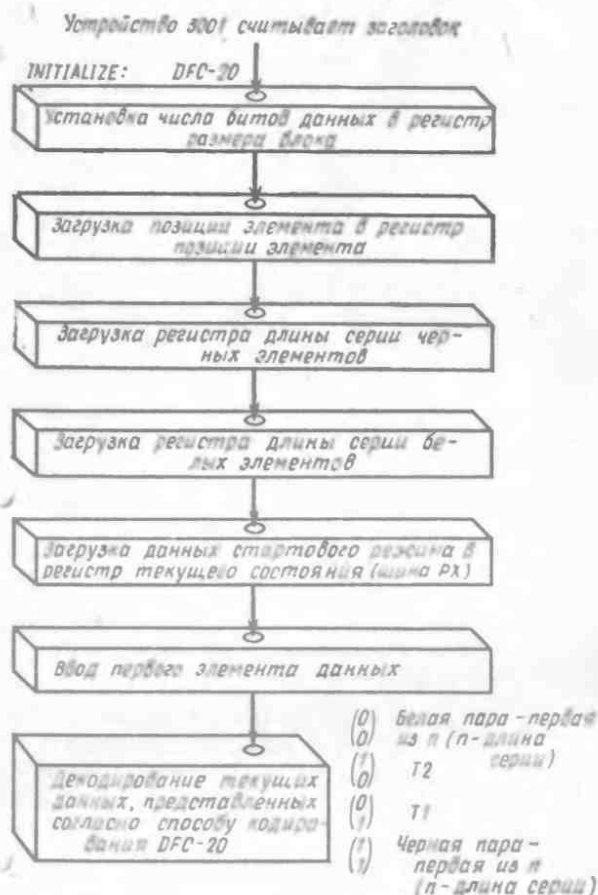 Устройство 3001 считывает заголовок
INITIALIZE: DFC-20
Установка числа битов данных в регистр
размера блока
Загрузка позиции элемента в регистр
позиции элемента
Загрузка регистра длины серии чер-
ных элементов
Загрузка регистра длины серии бе-
лых элементов
Загрузка данных стартового режима в
регистр текущего состояния (шина РХ)
Ввод первого элемента данных
Декодирование текущих
данных, представленных
согласно способу кодиро-
вания DFC-20
(0 0) Белая пара - первая
из n (n-длина
серии)
(1 0) T2
(0 1) T1
(1 1) Черная пара -
первая из n
(n-длина серии)